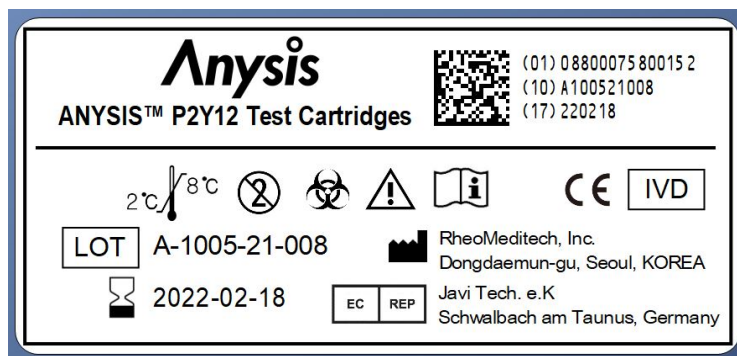 Anysis
ANYSIS™ P2Y12 Test Cartridges
(01)08800075800152
(10)A100521008
(17)220218
2℃ 8℃ 2 CE IVD
LOT A-1005-21-008
RheoMeditech, Inc.
Dongdaemun-gu, Seoul, KOREA
2022-02-18
EC REP
Javi Tech. e.K
Schwalbach am Taunus, Germany